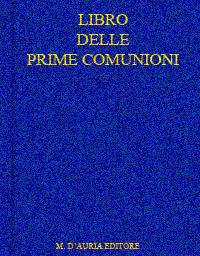 LIBRO
DELLE
PRIME COMUNIONI
M. D'AURIA EDITORE